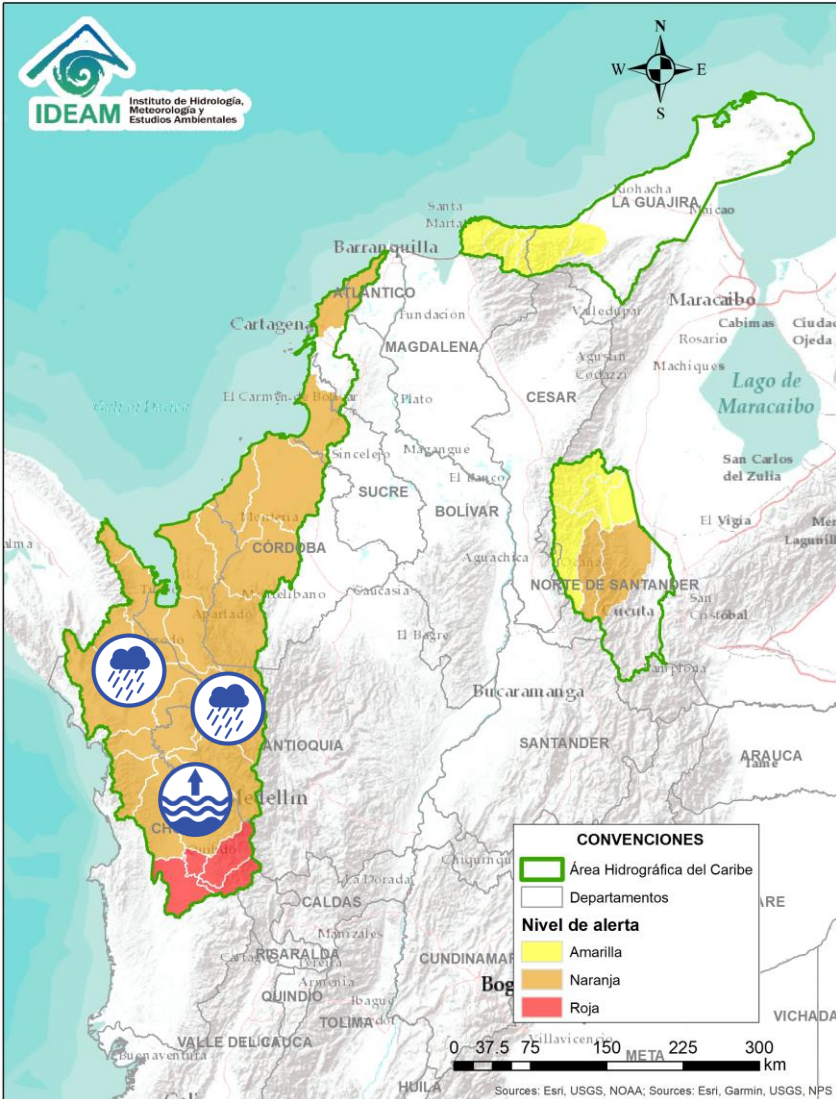 IDEAM
Instituto de Hidrología,
Meteorología y
Estudios Ambientales
N
W
E
S
Riohacha
LA GUAJIRA
Maicao
Santa
Marta
Barranquilla
ATLÁNTICO
Maracaibo
Cartagena
Fundación
Valledupar
Cabimas
Ciudad
Ojeda
Rosario
MAGDALENA
Machiques
Agustín
Codazzi
El Carmen de Bolívar
Plato
CESAR
Lago de
Maracaibo
Sincelejo
Magangué
San Carlos
del Zulia
El Banco
SUCRE
BOLÍVAR
El Vigía
Montería
CÓRDOBA
Aguachica
Ocaña
NORTE DE SANTANDER
Montelíbano
Caucasia
San
Cristóbal
Turbo
Apartadó
Cúcuta
El Bagre
Pamplona
Bucaramanga
ANTIOQUIA
SANTANDER
ARAUCA
Tame
Medellín
Quibdó
La Dorada
CALDAS
Manizales
RISARALDA
Pereira
Armenia
QUINDÍO
Ibagué
TOLIMA
CUNDINAMAR
Bog
VALLE DEL CAUCA
Buenaventura
Villavicencio
META
VICHADA
HUILA
CONVENCIONES
Área Hidrográfica del Caribe
Departamentos
Nivel de alerta
Amarilla
Naranja
Roja
0 37.5 75 150 225 300
km
Sources: Esri, USGS, NOAA; Sources: Esri, Garmin, USGS, NPS